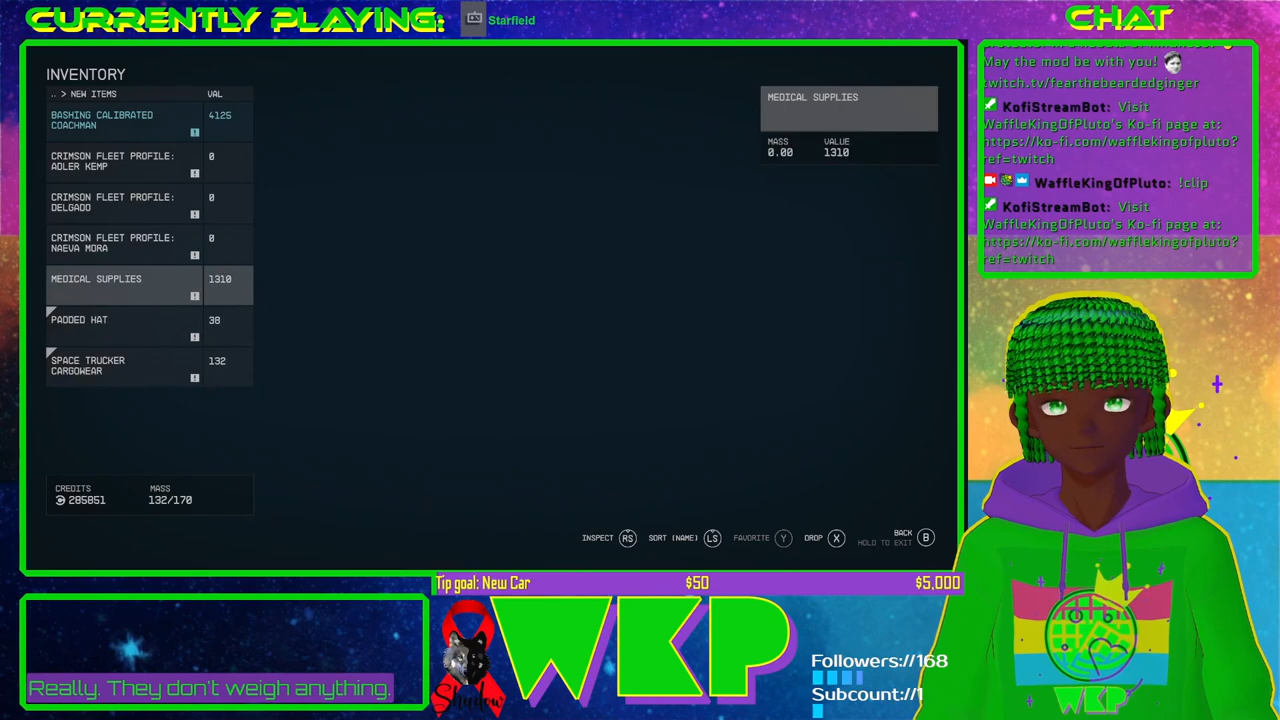 CURRENTLY PLAYING:
Starfield
CHAT
INVENTORY
.. > NEW ITEMS VAL
BASHING CALIBRATED
COACHMAN
4125
CRIMSON FLEET PROFILE:
ADLER KEMP
0
CRIMSON FLEET PROFILE:
DELGADO
0
CRIMSON FLEET PROFILE:
NAEVA MORA
0
MEDICAL SUPPLIES
1310
PADDED HAT
38
SPACE TRUCKER
CARGOWEAR
132
CREDITS MASS
285851 132/170
MEDICAL SUPPLIES
MASS VALUE
0.00 1310
INSPECT RS SORT (NAME) LS FAVORITE Y DROP X BACK B
HOLD TO EXIT
May the mod be with you!
twitch.tv/fearthebeardedginger
KofiStreamBot: Visit
WaffleKingOfPluto's Ko-fi page at:
https://ko-fi.com/wafflekingofpluto?
ref=twitch
WaffleKingOfPluto: !clip
KofiStreamBot: Visit
WaffleKingOfPluto's Ko-fi page at:
https://ko-fi.com/wafflekingofpluto?
ref=twitch
Tip goal: New Car $50 $5,000
Really. They don't weigh anything.
Shadow
WKP
Followers://168
Subcount://1
WKP